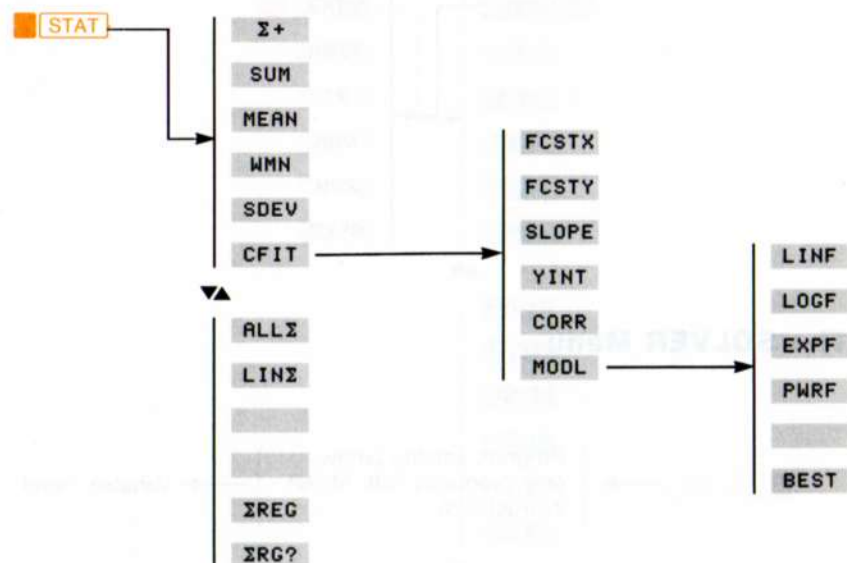 STAT
Σ+
SUM
MEAN
WMN
SDEV
CFIT
ALLΣ
LINΣ
ΣREG
ΣRG?
FCSTX
FCSTY
SLOPE
YINT
CORR
MODL
LINF
LOGF
EXPF
PWRF
BEST